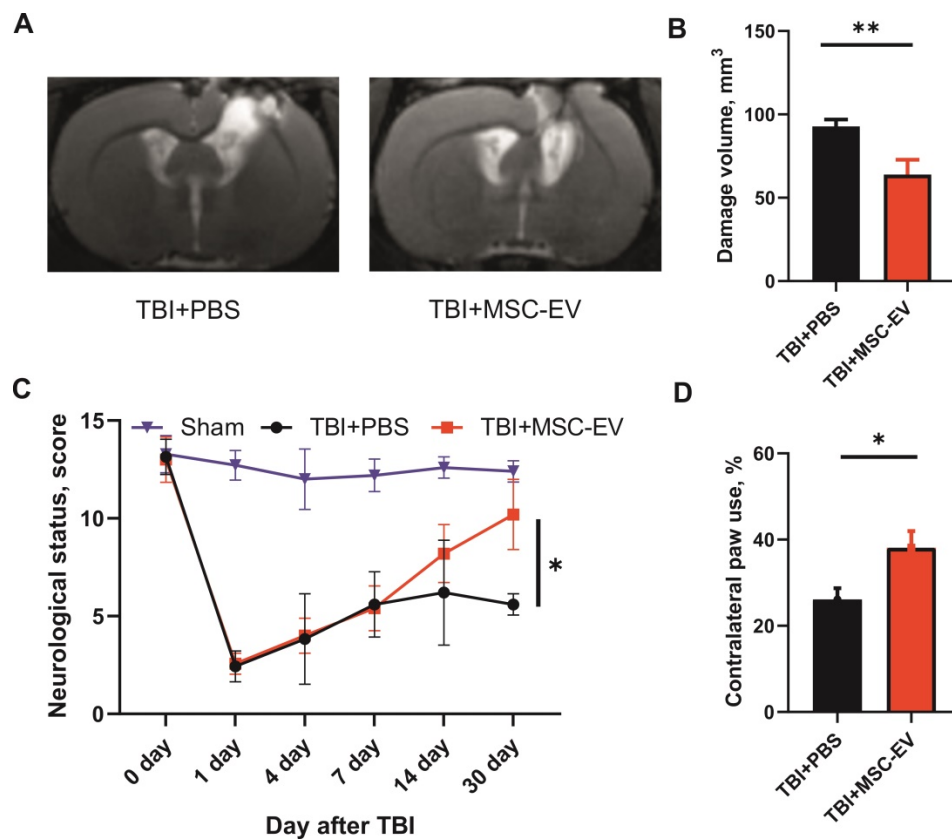 A
TBI+PBS
TBI+MSC-EV
B
**
150
100
50
0
Damage volume, mm³
TBI+PBS
TBI+MSC-EV
C
Sham
TBI+PBS
TBI+MSC-EV
15
10
5
0
Neurological status, score
*
0 day
1 day
4 day
7 day
14 day
30 day
Day after TBI
D
*
60
40
20
0
Contralateral paw use, %
TBI+PBS
TBI+MSC-EV